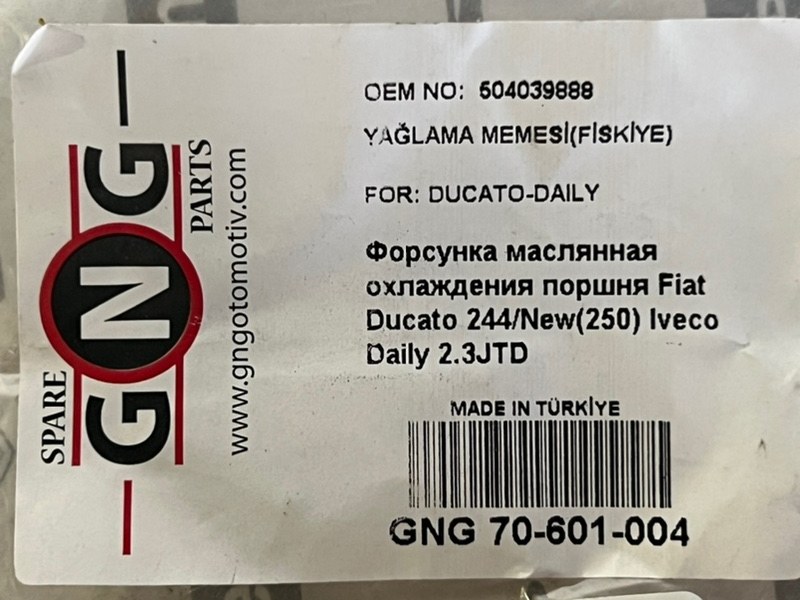 SPARE
GNG
PARTS
www.gngotomotiv.com
OEM NO: 504039888
YAĞLAMA MEMESİ(FİSKİYE)
FOR: DUCATO-DAILY
Форсунка маслянная
охлаждения поршня Fiat
Ducato 244/New(250) Iveco
Daily 2.3JTD
MADE IN TÜRKİYE
GNG 70-601-004